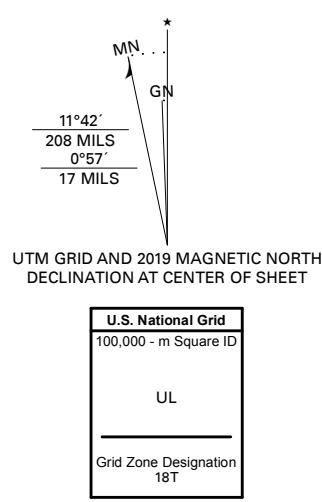 ★
MN
GN
11°42´
208 MILS
0°57´
17 MILS
UTM GRID AND 2019 MAGNETIC NORTH
DECLINATION AT CENTER OF SHEET
U.S. National Grid
100,000 - m Square ID
UL
Grid Zone Designation
18T